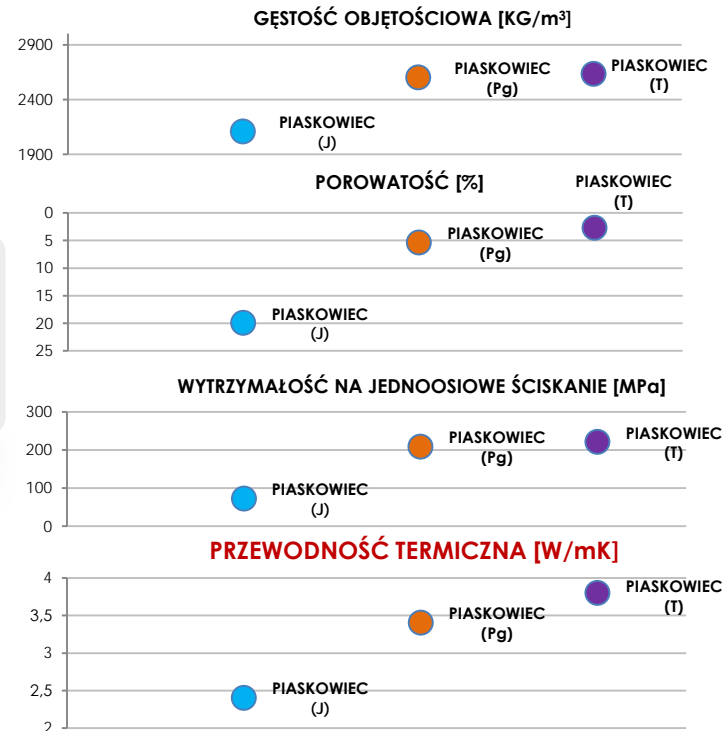 GĘSTOŚĆ OBJĘTOŚCIOWA [KG/m³]
2900
2400
1900
PIASKOWIEC
(J)
PIASKOWIEC
(Pg)
PIASKOWIEC
(T)
POROWATOŚĆ [%]
0
5
10
15
20
25
PIASKOWIEC
(J)
PIASKOWIEC
(Pg)
PIASKOWIEC
(T)
WYTRZYMAŁOŚĆ NA JEDNOOSIOWE ŚCISKANIE [MPa]
300
200
100
0
PIASKOWIEC
(J)
PIASKOWIEC
(Pg)
PIASKOWIEC
(T)
PRZEWODNOŚĆ TERMICZNA [W/mK]
4
3,5
3
2,5
2
PIASKOWIEC
(J)
PIASKOWIEC
(Pg)
PIASKOWIEC
(T)